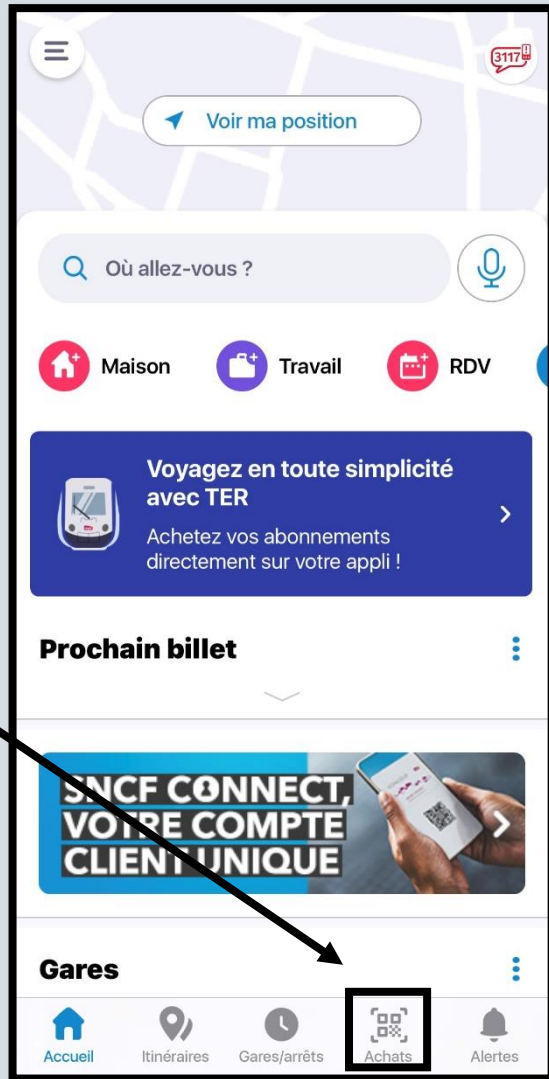 3117
Voir ma position
Où allez-vous ?
Maison
Travail
RDV
Voyagez en toute simplicité
avec TER
Achetez vos abonnements
directement sur votre appli !
Prochain billet
SNCF CONNECT,
VOTRE COMPTE
CLIENT UNIQUE
Gares
Accueil
Itinéraires
Gares/arrêts
Achats
Alertes